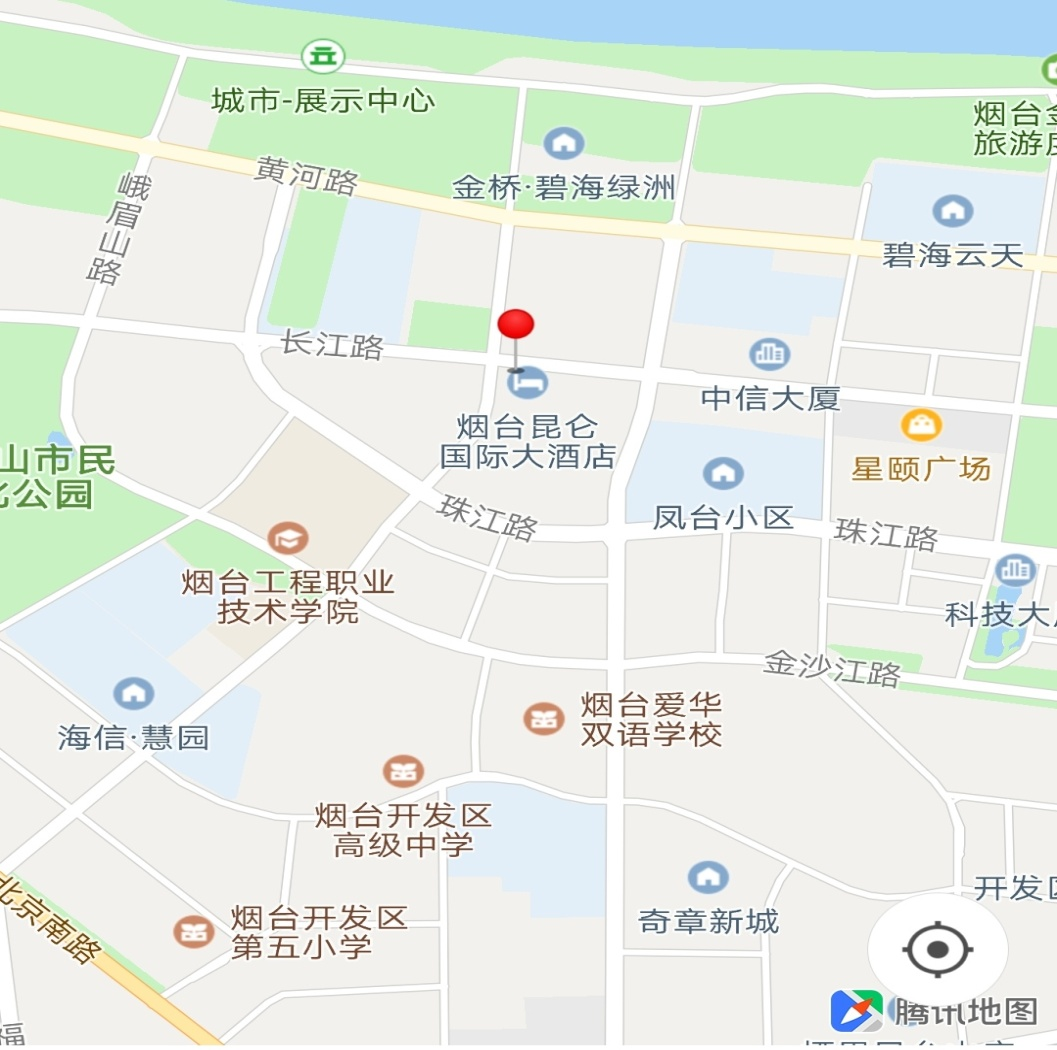 城市-展示中心
烟台金
旅游度
黄河路
金桥·碧海绿洲
峨眉山路
碧海云天
长江路
中信大厦
烟台昆仑
国际大酒店
星颐广场
山市民
公园
珠江路
凤台小区
珠江路
烟台工程职业
技术学院
科技大
金沙江路
烟台爱华
双语学校
海信·慧园
烟台开发区
高级中学
北京南路
烟台开发区
第五小学
奇章新城
开发区
腾讯地图
福